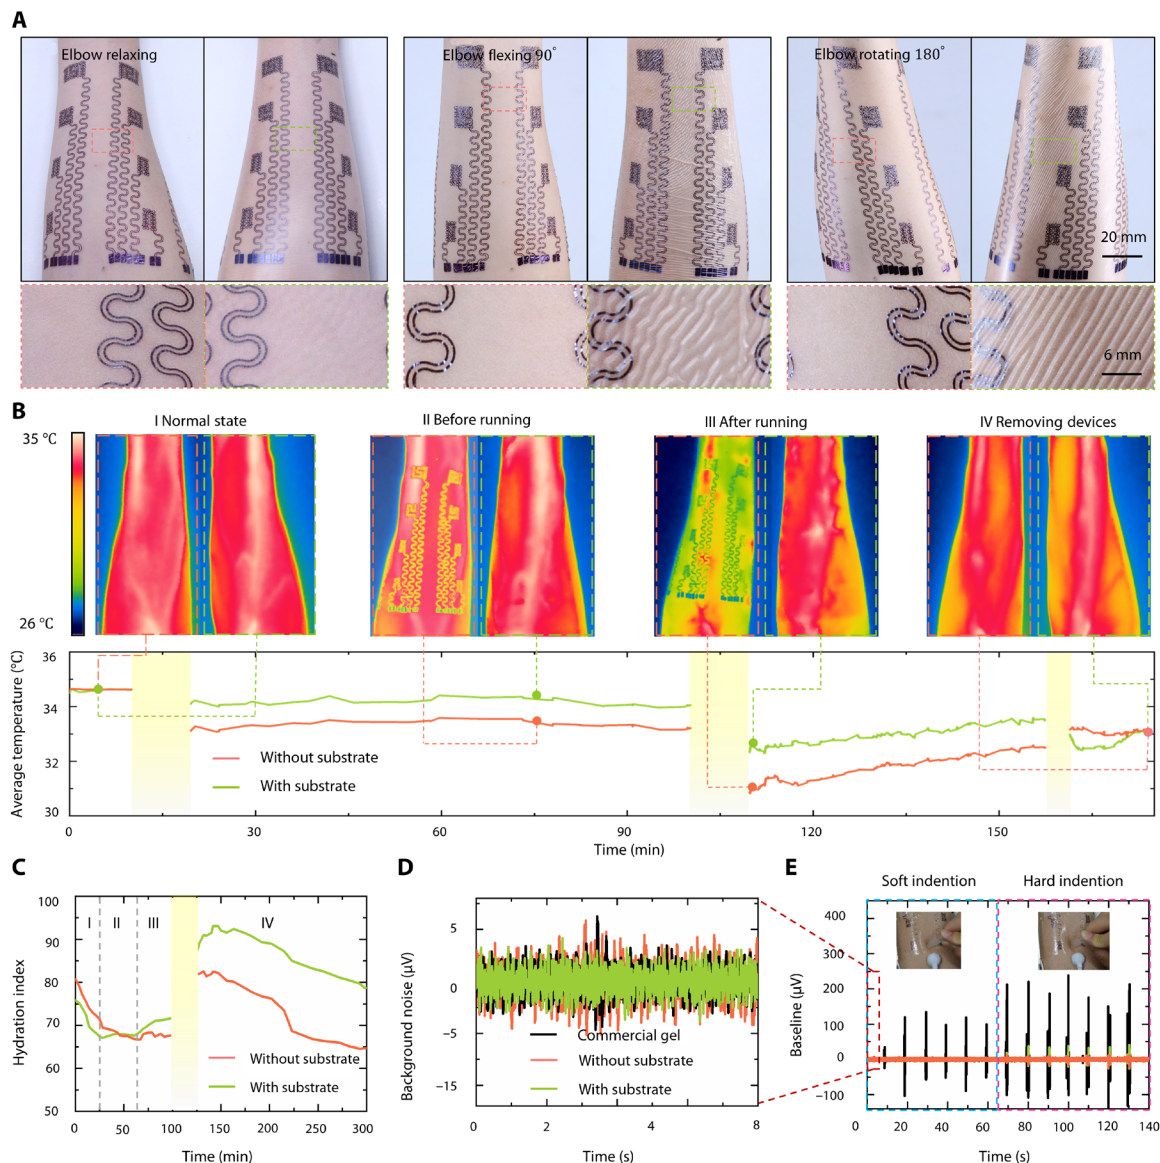 A
Elbow relaxing
Elbow flexing 90°
Elbow rotating 180°
20 mm
6 mm
B
I Normal state
II Before running
III After running
IV Removing devices
35 °C
26 °C
Average temperature (°C)
36
34
32
30
Without substrate
With substrate
0
30
60
90
120
150
Time (min)
C
Hydration index
100
90
80
70
60
50
I
II
III
IV
Without substrate
With substrate
0
50
100
150
200
250
300
Time (min)
D
Background noise (μV)
5
0
−5
−15
Commercial gel
Without substrate
With substrate
0
2
4
6
8
Time (s)
E
Soft indention
Hard indention
Baseline (μV)
400
300
200
100
0
−100
0
20
40
60
80
100
120
140
Time (s)